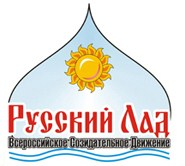 Русский Лад
Всероссийское Созидательное Движение